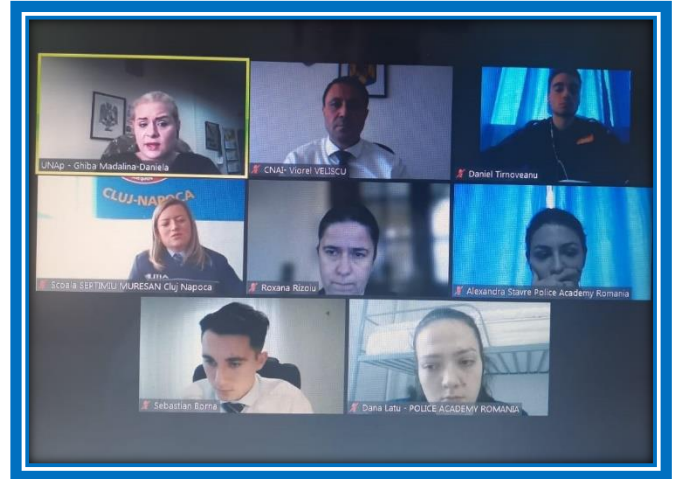 UNAp - Ghiba Madalina-Daniela
CNAI- Viorel VELISCU
Daniel Tirnoveanu
CLUJ-NAPOCA
Scoala SEPTIMIU MURESAN Cluj Napoca
Roxana Rizoiu
Alexandra Stavre Police Academy Romania
Sebastian Borna
Dana Latu - POLICE ACADEMY ROMANIA